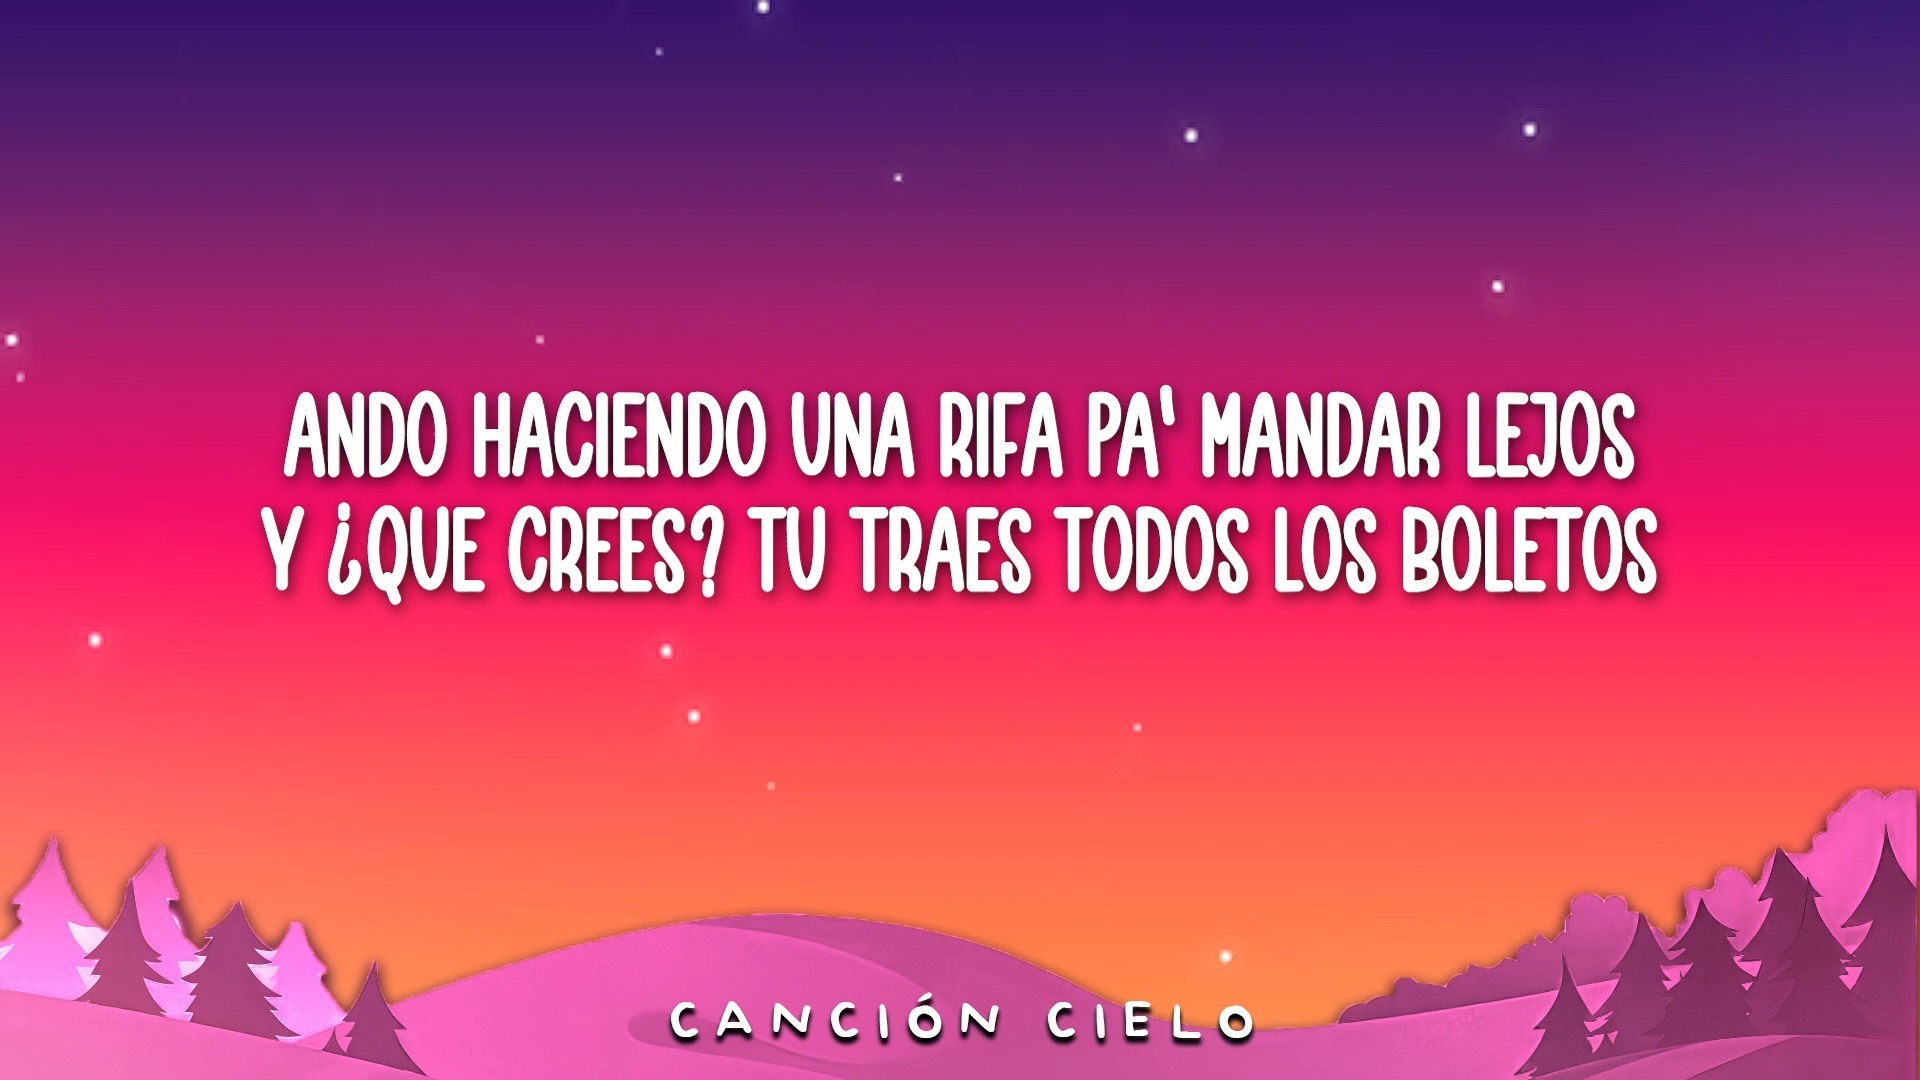 ANDO HACIENDO UNA RIFA PA' MANDAR LEJOS
Y ¿QUE CREES? TU TRAES TODOS LOS BOLETOS
CANCIÓN CIELO